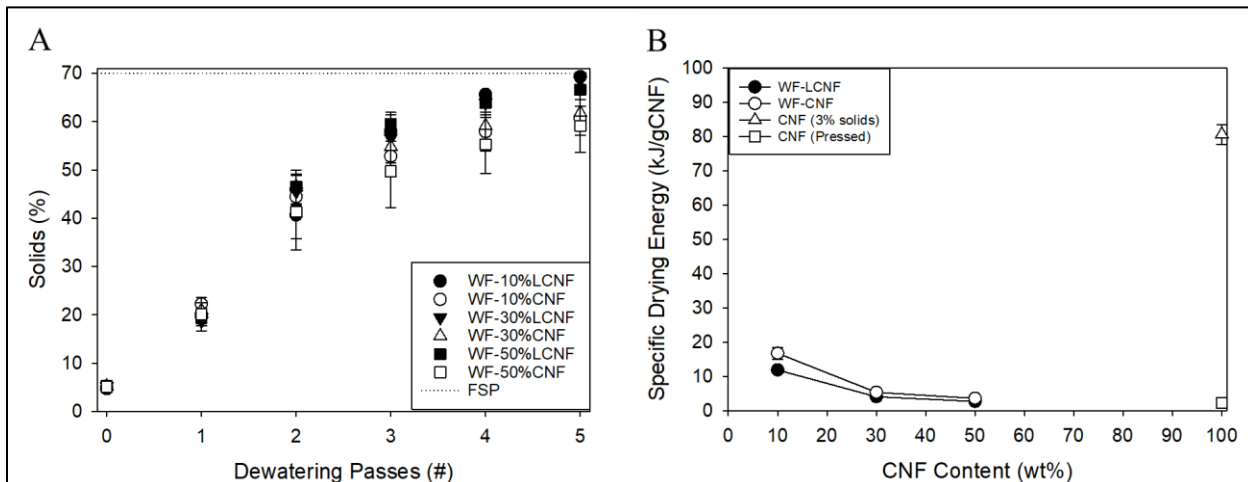 A
Solids (%)
70
60
50
40
30
20
10
0
WF-10%LCNF
WF-10%CNF
WF-30%LCNF
WF-30%CNF
WF-50%LCNF
WF-50%CNF
FSP
0 1 2 3 4 5
Dewatering Passes (#)
B
Specific Drying Energy (kJ/gCNF)
100
90
80
70
60
50
40
30
20
10
0
WF-LCNF
WF-CNF
CNF (3% solids)
CNF (Pressed)
0 10 20 30 40 50 60 70 80 90 100
CNF Content (wt%)